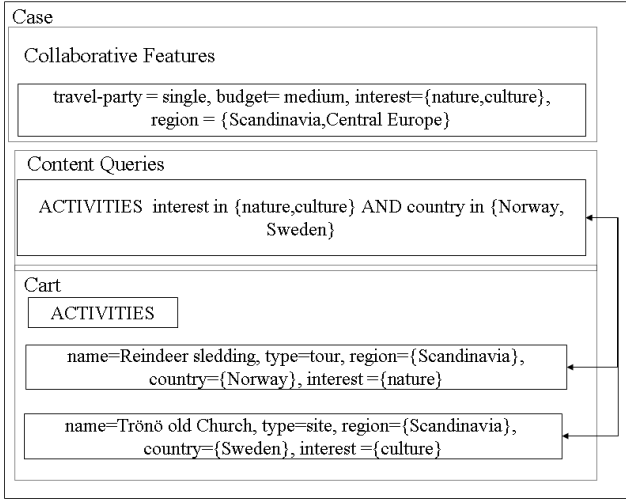 Case
Collaborative Features
travel-party = single, budget= medium, interest={nature,culture},
region = {Scandinavia,Central Europe}
Content Queries
ACTIVITIES interest in {nature,culture} AND country in {Norway,
Sweden}
Cart
ACTIVITIES
name=Reindeer sledding, type=tour, region={Scandinavia},
country={Norway}, interest ={nature}
name=Trönö old Church, type=site, region={Scandinavia},
country={Sweden}, interest ={culture}